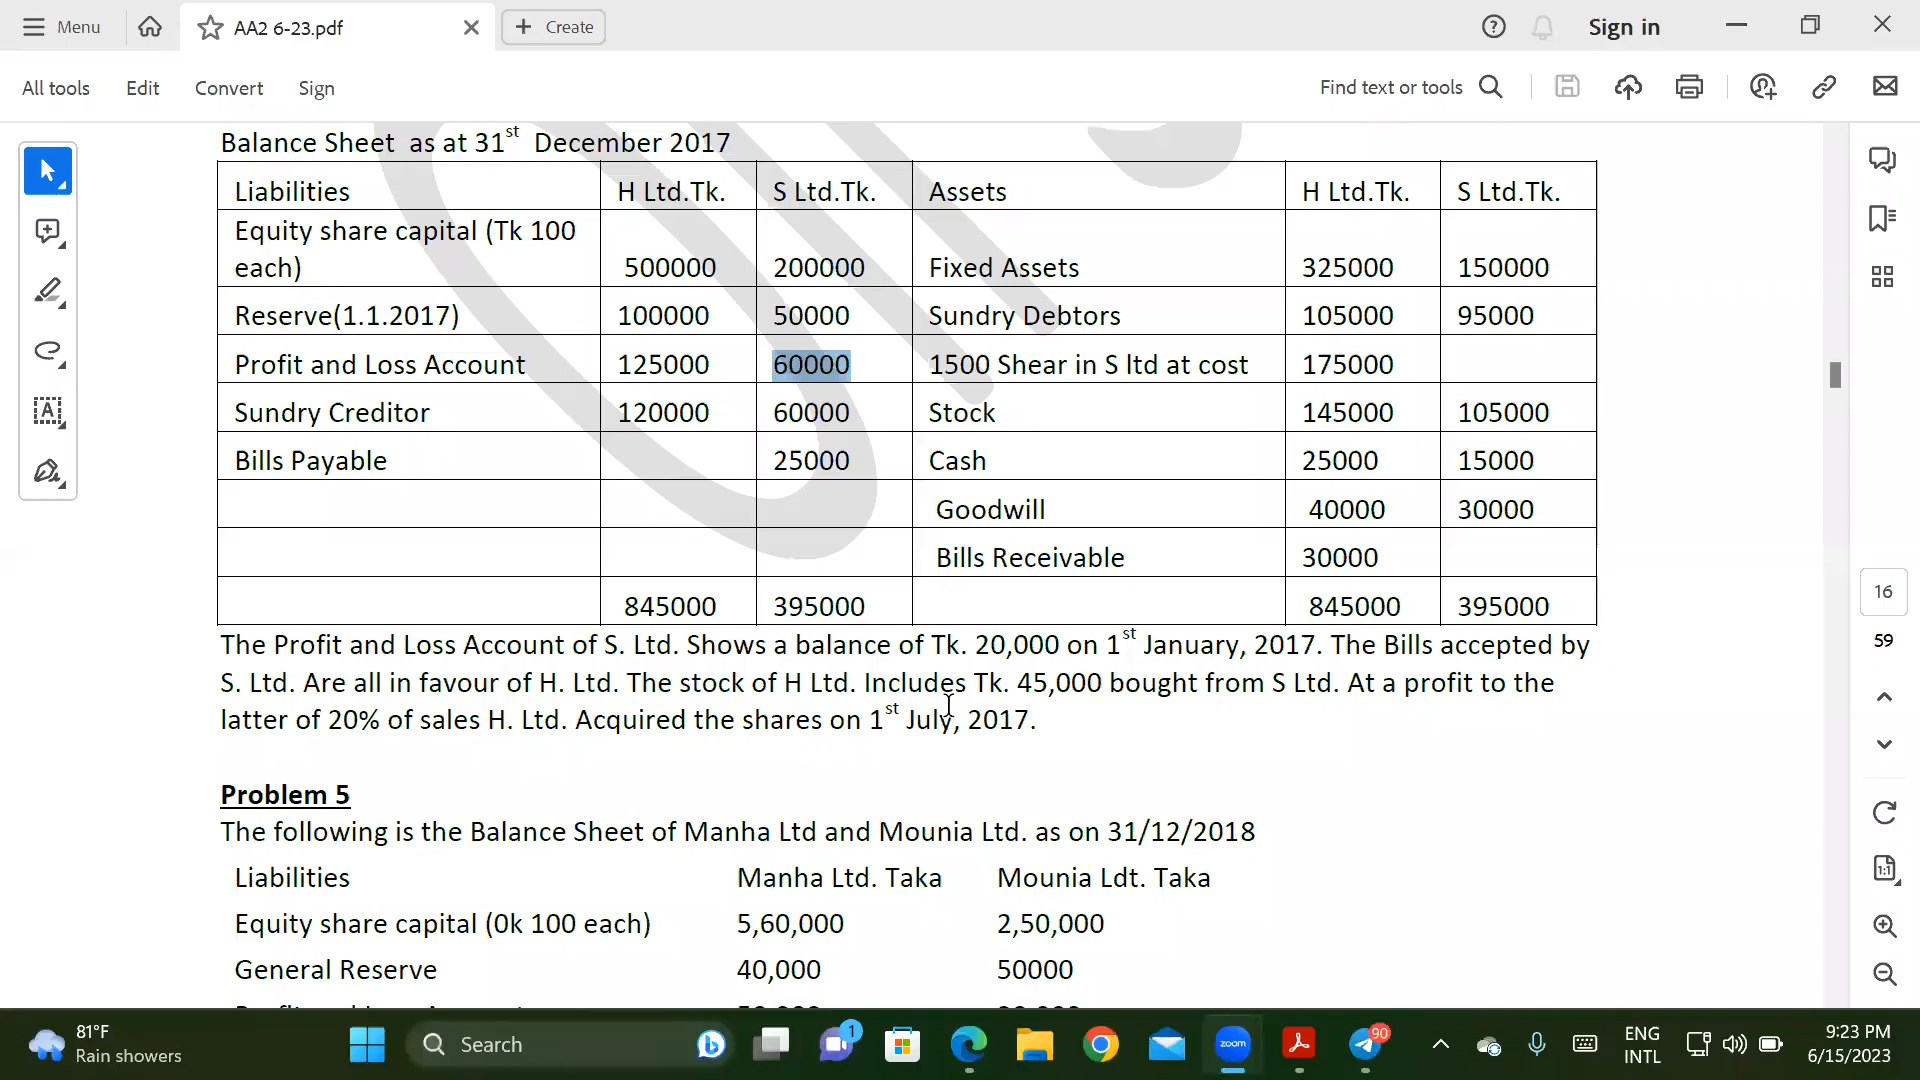 Menu
AA2 6-23.pdf
Create
Sign in
All tools
Edit
Convert
Sign
Find text or tools
Balance Sheet as at 31st December 2017
Liabilities H Ltd.Tk. S Ltd.Tk. Assets H Ltd.Tk. S Ltd.Tk.
Equity share capital (Tk 100
each) 500000 200000 Fixed Assets 325000 150000
Reserve(1.1.2017) 100000 50000 Sundry Debtors 105000 95000
Profit and Loss Account 125000 60000 1500 Shear in S ltd at cost 175000
Sundry Creditor 120000 60000 Stock 145000 105000
Bills Payable 25000 Cash 25000 15000
Goodwill 40000 30000
Bills Receivable 30000
845000 395000 845000 395000
The Profit and Loss Account of S. Ltd. Shows a balance of Tk. 20,000 on 1st January, 2017. The Bills accepted by
S. Ltd. Are all in favour of H. Ltd. The stock of H Ltd. Includes Tk. 45,000 bought from S Ltd. At a profit to the
latter of 20% of sales H. Ltd. Acquired the shares on 1st July, 2017.
Problem 5
The following is the Balance Sheet of Manha Ltd and Mounia Ltd. as on 31/12/2018
Liabilities Manha Ltd. Taka Mounia Ldt. Taka
Equity share capital (0k 100 each) 5,60,000 2,50,000
General Reserve 40,000 50000
16
59
81°F
Rain showers
Search
1
zoom
90
ENG
INTL
9:23 PM
6/15/2023